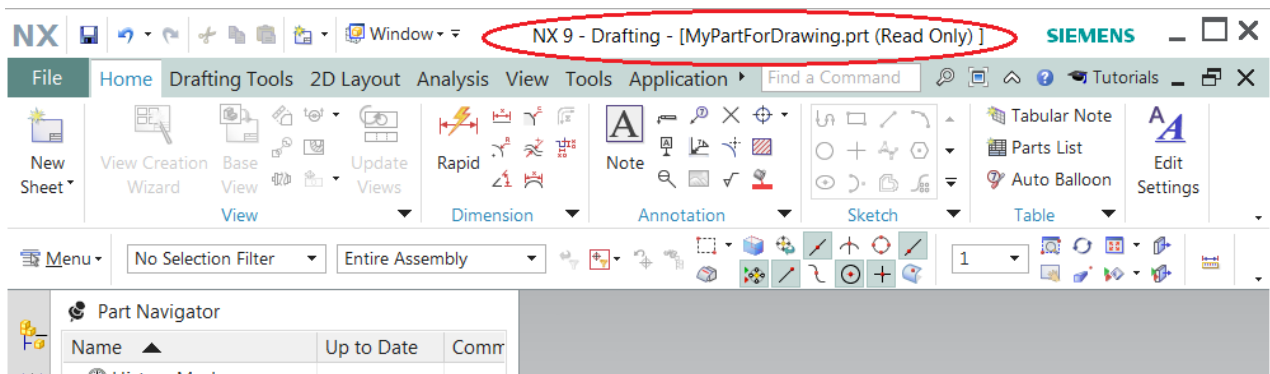 NX Window NX 9 - Drafting - [MyPartForDrawing.prt (Read Only) ] SIEMENS
File Home Drafting Tools 2D Layout Analysis View Tools Application Find a Command Tutorials
New Sheet
View Creation Wizard
Base View
Update Views
View
Rapid
Dimension
A
Note
Annotation
Sketch
Tabular Note
Parts List
Auto Balloon
Table
Edit Settings
Menu No Selection Filter Entire Assembly 1
Part Navigator
Name Up to Date Comm